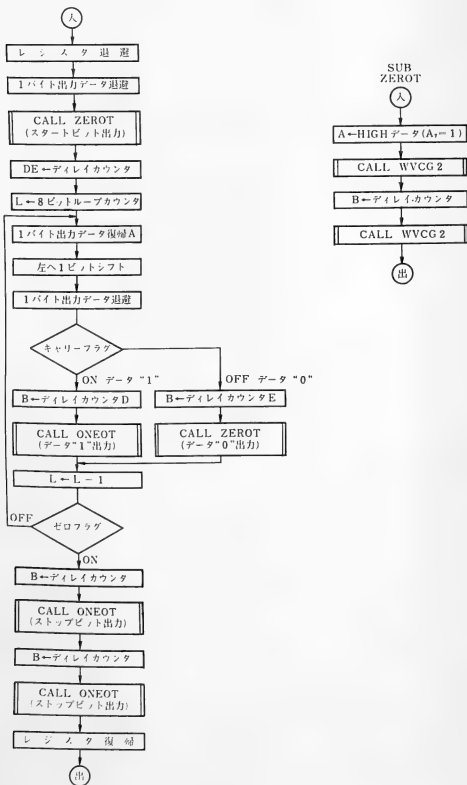 入
レジスタ退避
1バイト出力データ退避
CALL ZEROT
(スタートビット出力)
DE←ディレイカウンタ
L←8ビットループカウンタ
1バイト出力データ復帰A
左へ1ビットシフト
1バイト出力データ退避
キャリーフラグ
ON データ“1”
OFF データ“0”
B←ディレイカウンタD
B←ディレイカウンタE
CALL ONEOT
(データ“1”出力)
CALL ZEROT
(データ“0”出力)
L←L-1
OFF
ゼロフラグ
ON
B←ディレイカウンタ
CALL ONEOT
(ストップビット出力)
B←ディレイカウンタ
CALL ONEOT
(ストップビット出力)
レジスタ復帰
出
SUB
ZEROT
入
A←HIGHデータ(A7=1)
CALL WVCG2
B←ディレイ・カウンタ
CALL WVCG2
出